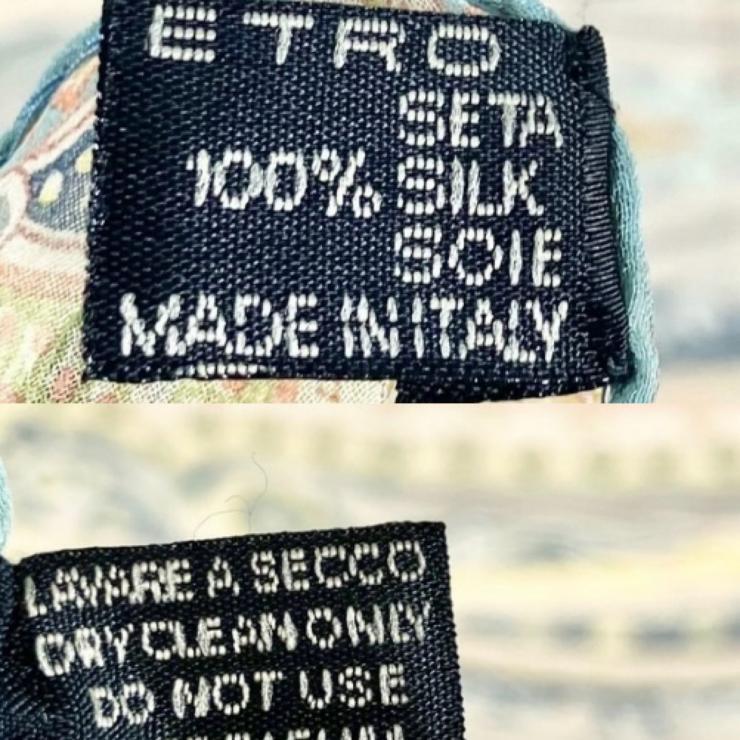 ETRO
SETA
100% SILK
SOIE
MADE IN ITALY
LAVARE A SECCO
DRY CLEAN ONLY
DO NOT USE